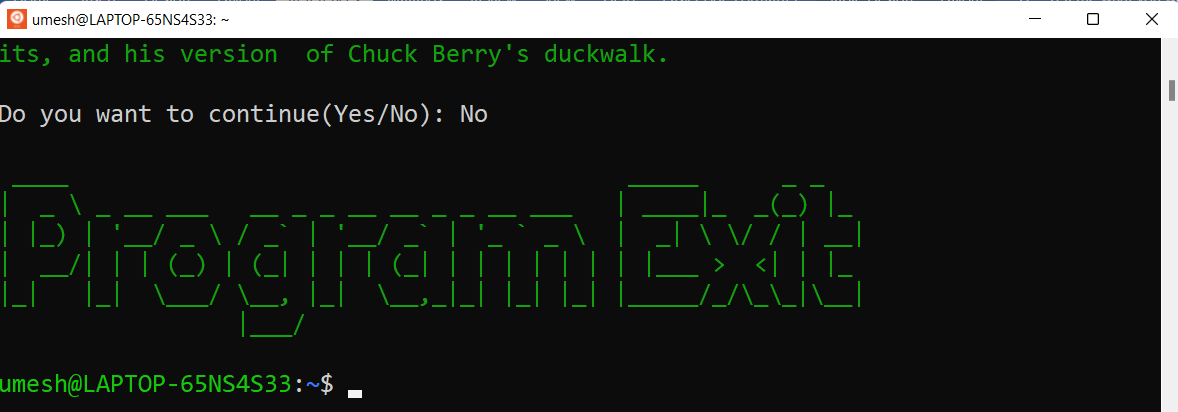 umesh@LAPTOP-65NS4S33: ~
its, and his version  of Chuck Berry's duckwalk.
Do you want to continue(Yes/No): No
Program Exit
umesh@LAPTOP-65NS4S33:~$